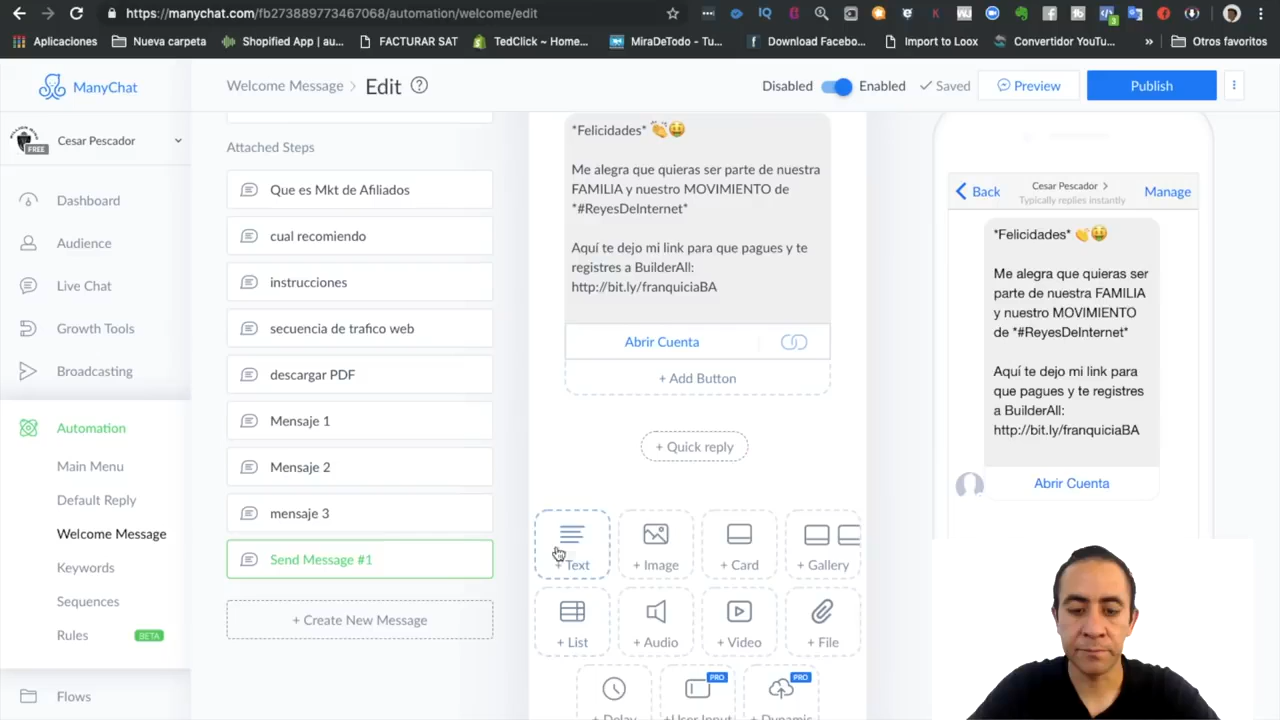 https://manychat.com/fb273889773467068/automation/welcome/edit
Aplicaciones
Nueva carpeta
Shopified App | au...
FACTURAR SAT
TedClick ~ Home...
MiraDeTodo - Tu...
Download Facebo...
Import to Loox
Convertidor YouTu...
»
Otros favoritos
ManyChat
Welcome Message > Edit
Disabled
Enabled
Saved
Preview
Publish
FREE
Cesar Pescador
Dashboard
Audience
Live Chat
Growth Tools
Broadcasting
Automation
Main Menu
Default Reply
Welcome Message
Keywords
Sequences
Rules BETA
Flows
Attached Steps
Que es Mkt de Afiliados
cual recomiendo
instrucciones
secuencia de trafico web
descargar PDF
Mensaje 1
Mensaje 2
mensaje 3
Send Message #1
+ Create New Message
*Felicidades* 👏🤑
Me alegra que quieras ser parte de nuestra
FAMILIA y nuestro MOVIMIENTO de
*#ReyesDeInternet*
Aquí te dejo mi link para que pagues y te
registres a BuilderAll:
http://bit.ly/franquiciaBA
Abrir Cuenta
+ Add Button
+ Quick reply
+ Text
+ Image
+ Card
+ Gallery
+ List
+ Audio
+ Video
+ File
PRO
PRO
+ Delay
+User Input
+ Dynamic
Back
Cesar Pescador >
Typically replies instantly
Manage
*Felicidades* 👏🤑
Me alegra que quieras ser
parte de nuestra FAMILIA
y nuestro MOVIMIENTO
de *#ReyesDeInternet*
Aquí te dejo mi link para
que pagues y te registres
a BuilderAll:
http://bit.ly/franquiciaBA
Abrir Cuenta